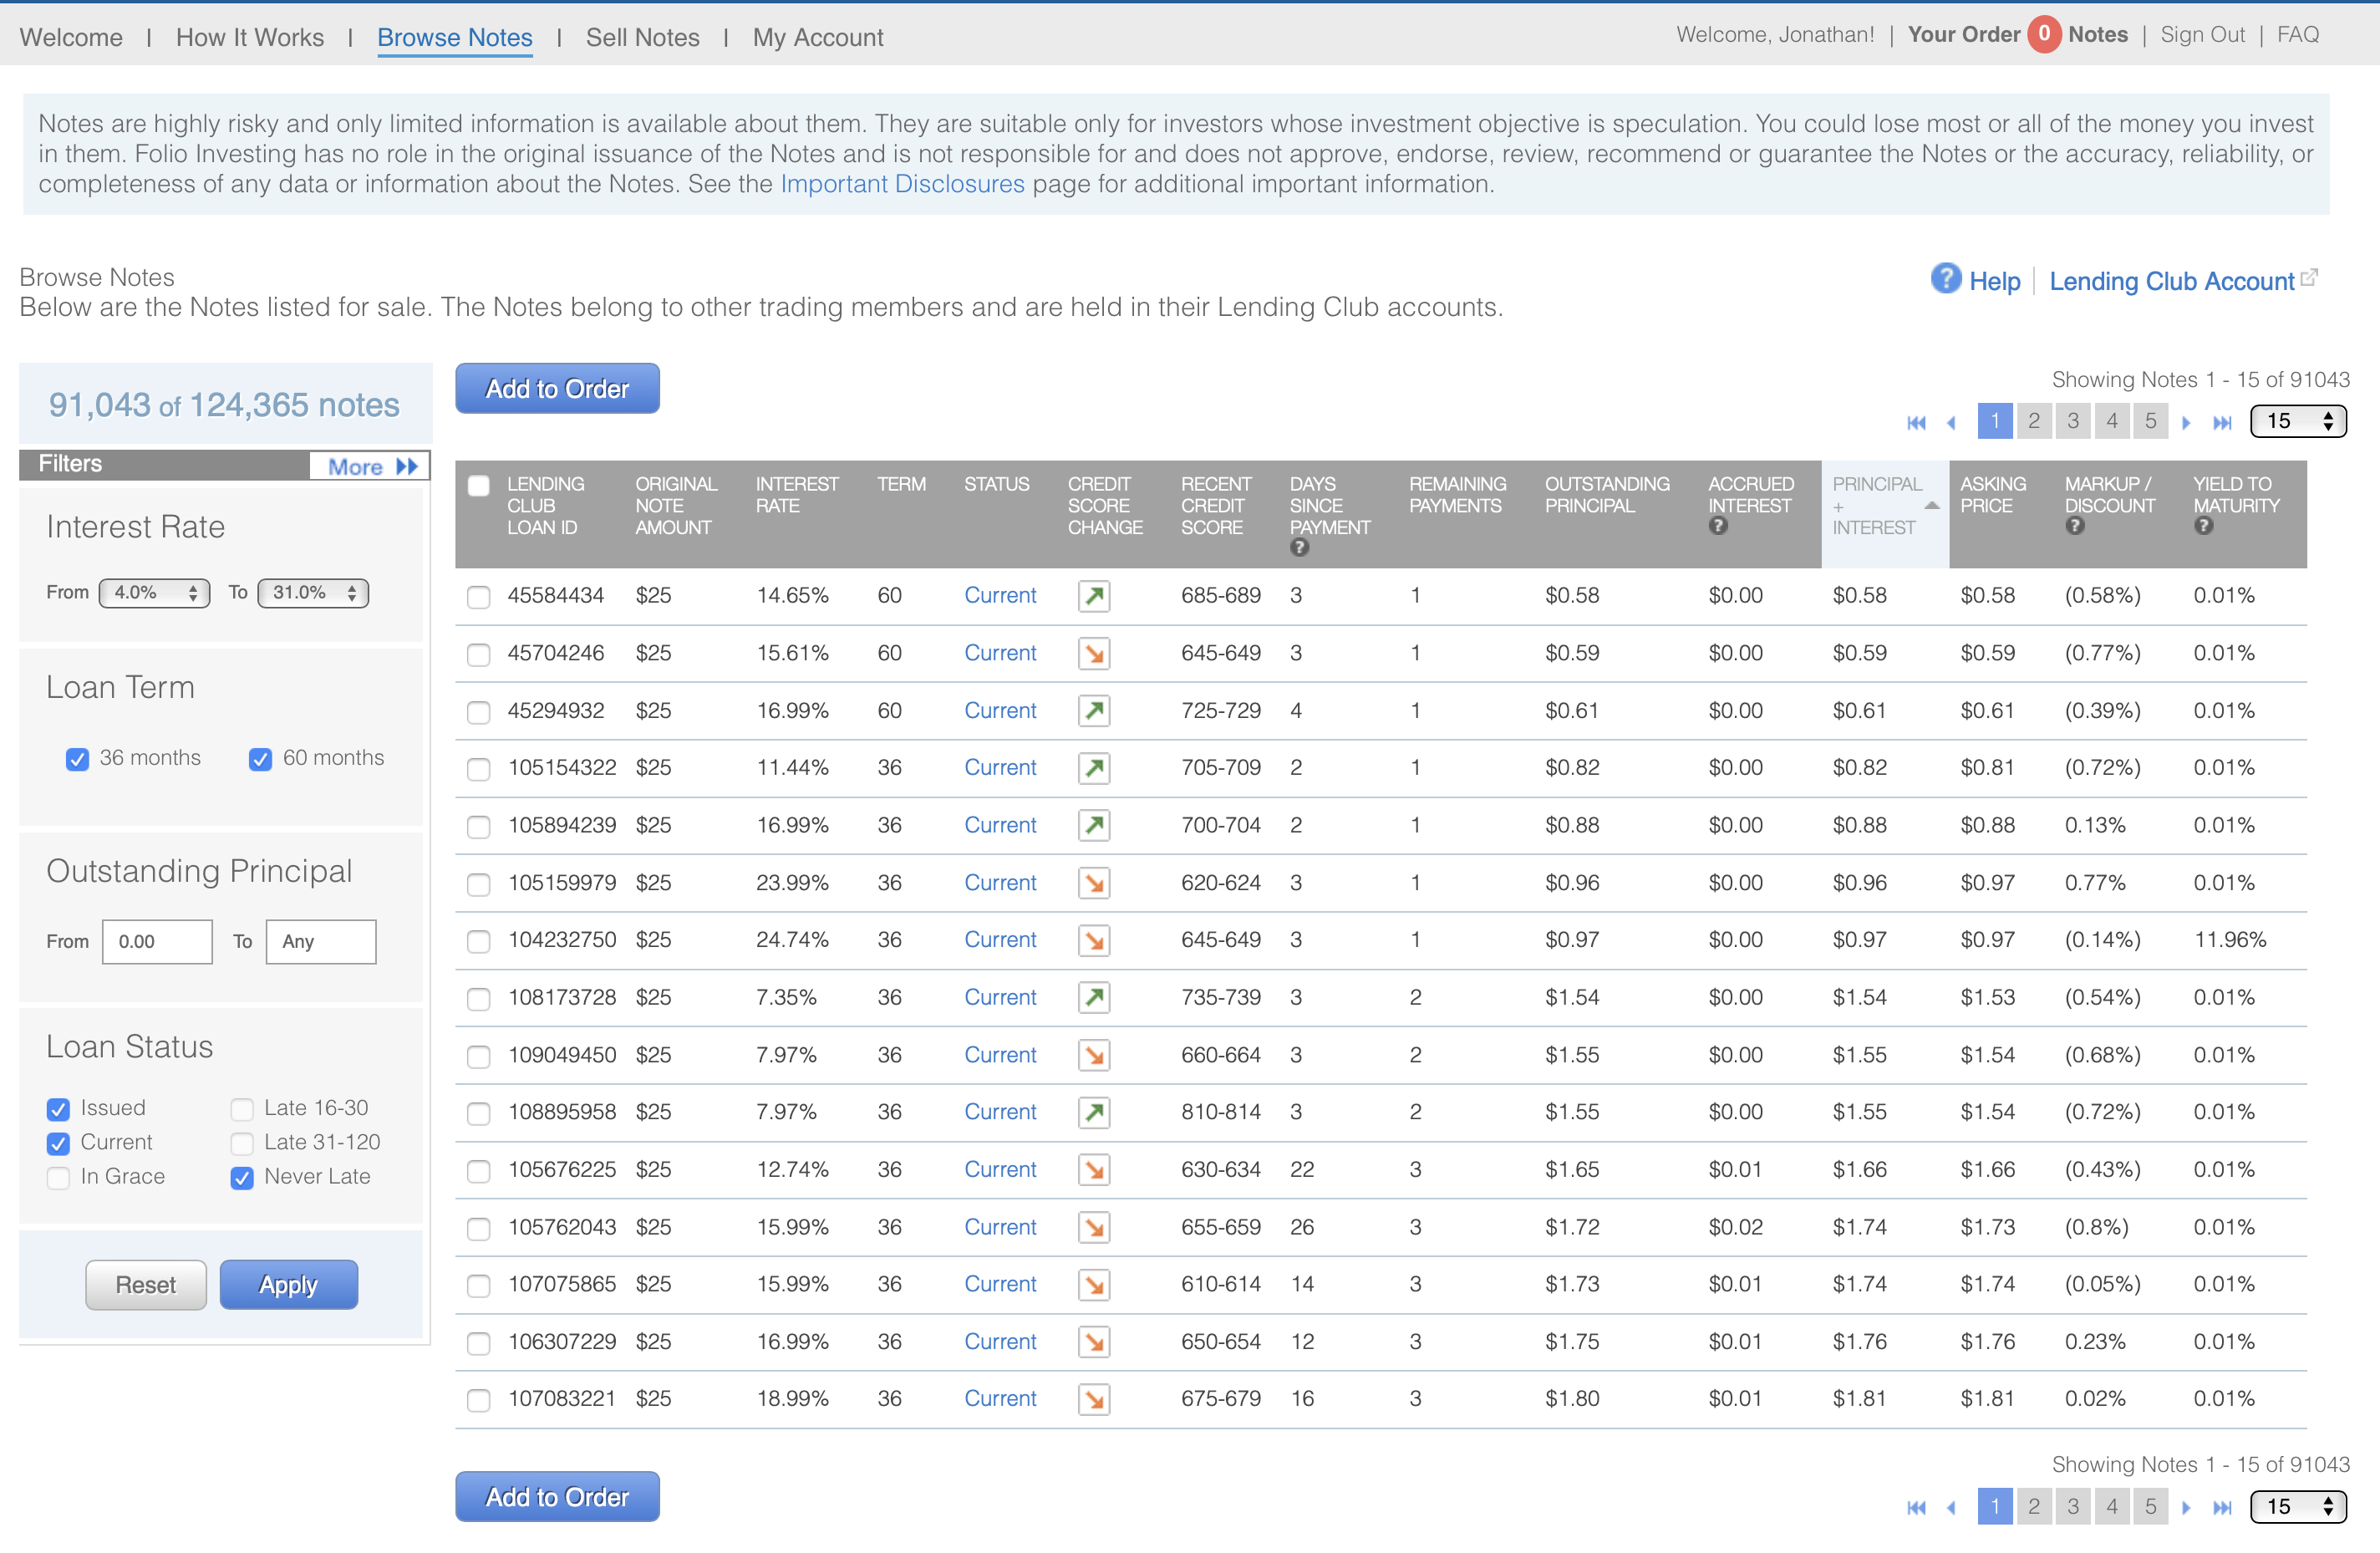 Welcome | How It Works | Browse Notes | Sell Notes | My Account
Welcome, Jonathan! | Your Order 0 Notes | Sign Out | FAQ
Notes are highly risky and only limited information is available about them. They are suitable only for investors whose investment objective is speculation. You could lose most or all of the money you invest
in them. Folio Investing has no role in the original issuance of the Notes and is not responsible for and does not approve, endorse, review, recommend or guarantee the Notes or the accuracy, reliability, or
completeness of any data or information about the Notes. See the Important Disclosures page for additional important information.
Browse Notes
Below are the Notes listed for sale. The Notes belong to other trading members and are held in their Lending Club accounts.
? Help | Lending Club Account
91,043 of 124,365 notes
Filters More
Interest Rate
From 4.0% To 31.0%
Loan Term
36 months 60 months
Outstanding Principal
From 0.00 To Any
Loan Status
Issued Late 16-30
Current Late 31-120
In Grace Never Late
Reset Apply
Add to Order
Showing Notes 1 - 15 of 91043
1 2 3 4 5 15
LENDING CLUB LOAN ID ORIGINAL NOTE AMOUNT INTEREST RATE TERM STATUS CREDIT SCORE CHANGE RECENT CREDIT SCORE DAYS SINCE PAYMENT ? REMAINING PAYMENTS OUTSTANDING PRINCIPAL ACCRUED INTEREST ? PRINCIPAL + INTEREST ASKING PRICE MARKUP / DISCOUNT ? YIELD TO MATURITY ?
45584434 $25 14.65% 60 Current 685-689 3 1 $0.58 $0.00 $0.58 $0.58 (0.58%) 0.01%
45704246 $25 15.61% 60 Current 645-649 3 1 $0.59 $0.00 $0.59 $0.59 (0.77%) 0.01%
45294932 $25 16.99% 60 Current 725-729 4 1 $0.61 $0.00 $0.61 $0.61 (0.39%) 0.01%
105154322 $25 11.44% 36 Current 705-709 2 1 $0.82 $0.00 $0.82 $0.81 (0.72%) 0.01%
105894239 $25 16.99% 36 Current 700-704 2 1 $0.88 $0.00 $0.88 $0.88 0.13% 0.01%
105159979 $25 23.99% 36 Current 620-624 3 1 $0.96 $0.00 $0.96 $0.97 0.77% 0.01%
104232750 $25 24.74% 36 Current 645-649 3 1 $0.97 $0.00 $0.97 $0.97 (0.14%) 11.96%
108173728 $25 7.35% 36 Current 735-739 3 2 $1.54 $0.00 $1.54 $1.53 (0.54%) 0.01%
109049450 $25 7.97% 36 Current 660-664 3 2 $1.55 $0.00 $1.55 $1.54 (0.68%) 0.01%
108895958 $25 7.97% 36 Current 810-814 3 2 $1.55 $0.00 $1.55 $1.54 (0.72%) 0.01%
105676225 $25 12.74% 36 Current 630-634 22 3 $1.65 $0.01 $1.66 $1.66 (0.43%) 0.01%
105762043 $25 15.99% 36 Current 655-659 26 3 $1.72 $0.02 $1.74 $1.73 (0.8%) 0.01%
107075865 $25 15.99% 36 Current 610-614 14 3 $1.73 $0.01 $1.74 $1.74 (0.05%) 0.01%
106307229 $25 16.99% 36 Current 650-654 12 3 $1.75 $0.01 $1.76 $1.76 0.23% 0.01%
107083221 $25 18.99% 36 Current 675-679 16 3 $1.80 $0.01 $1.81 $1.81 0.02% 0.01%
Add to Order
Showing Notes 1 - 15 of 91043
1 2 3 4 5 15